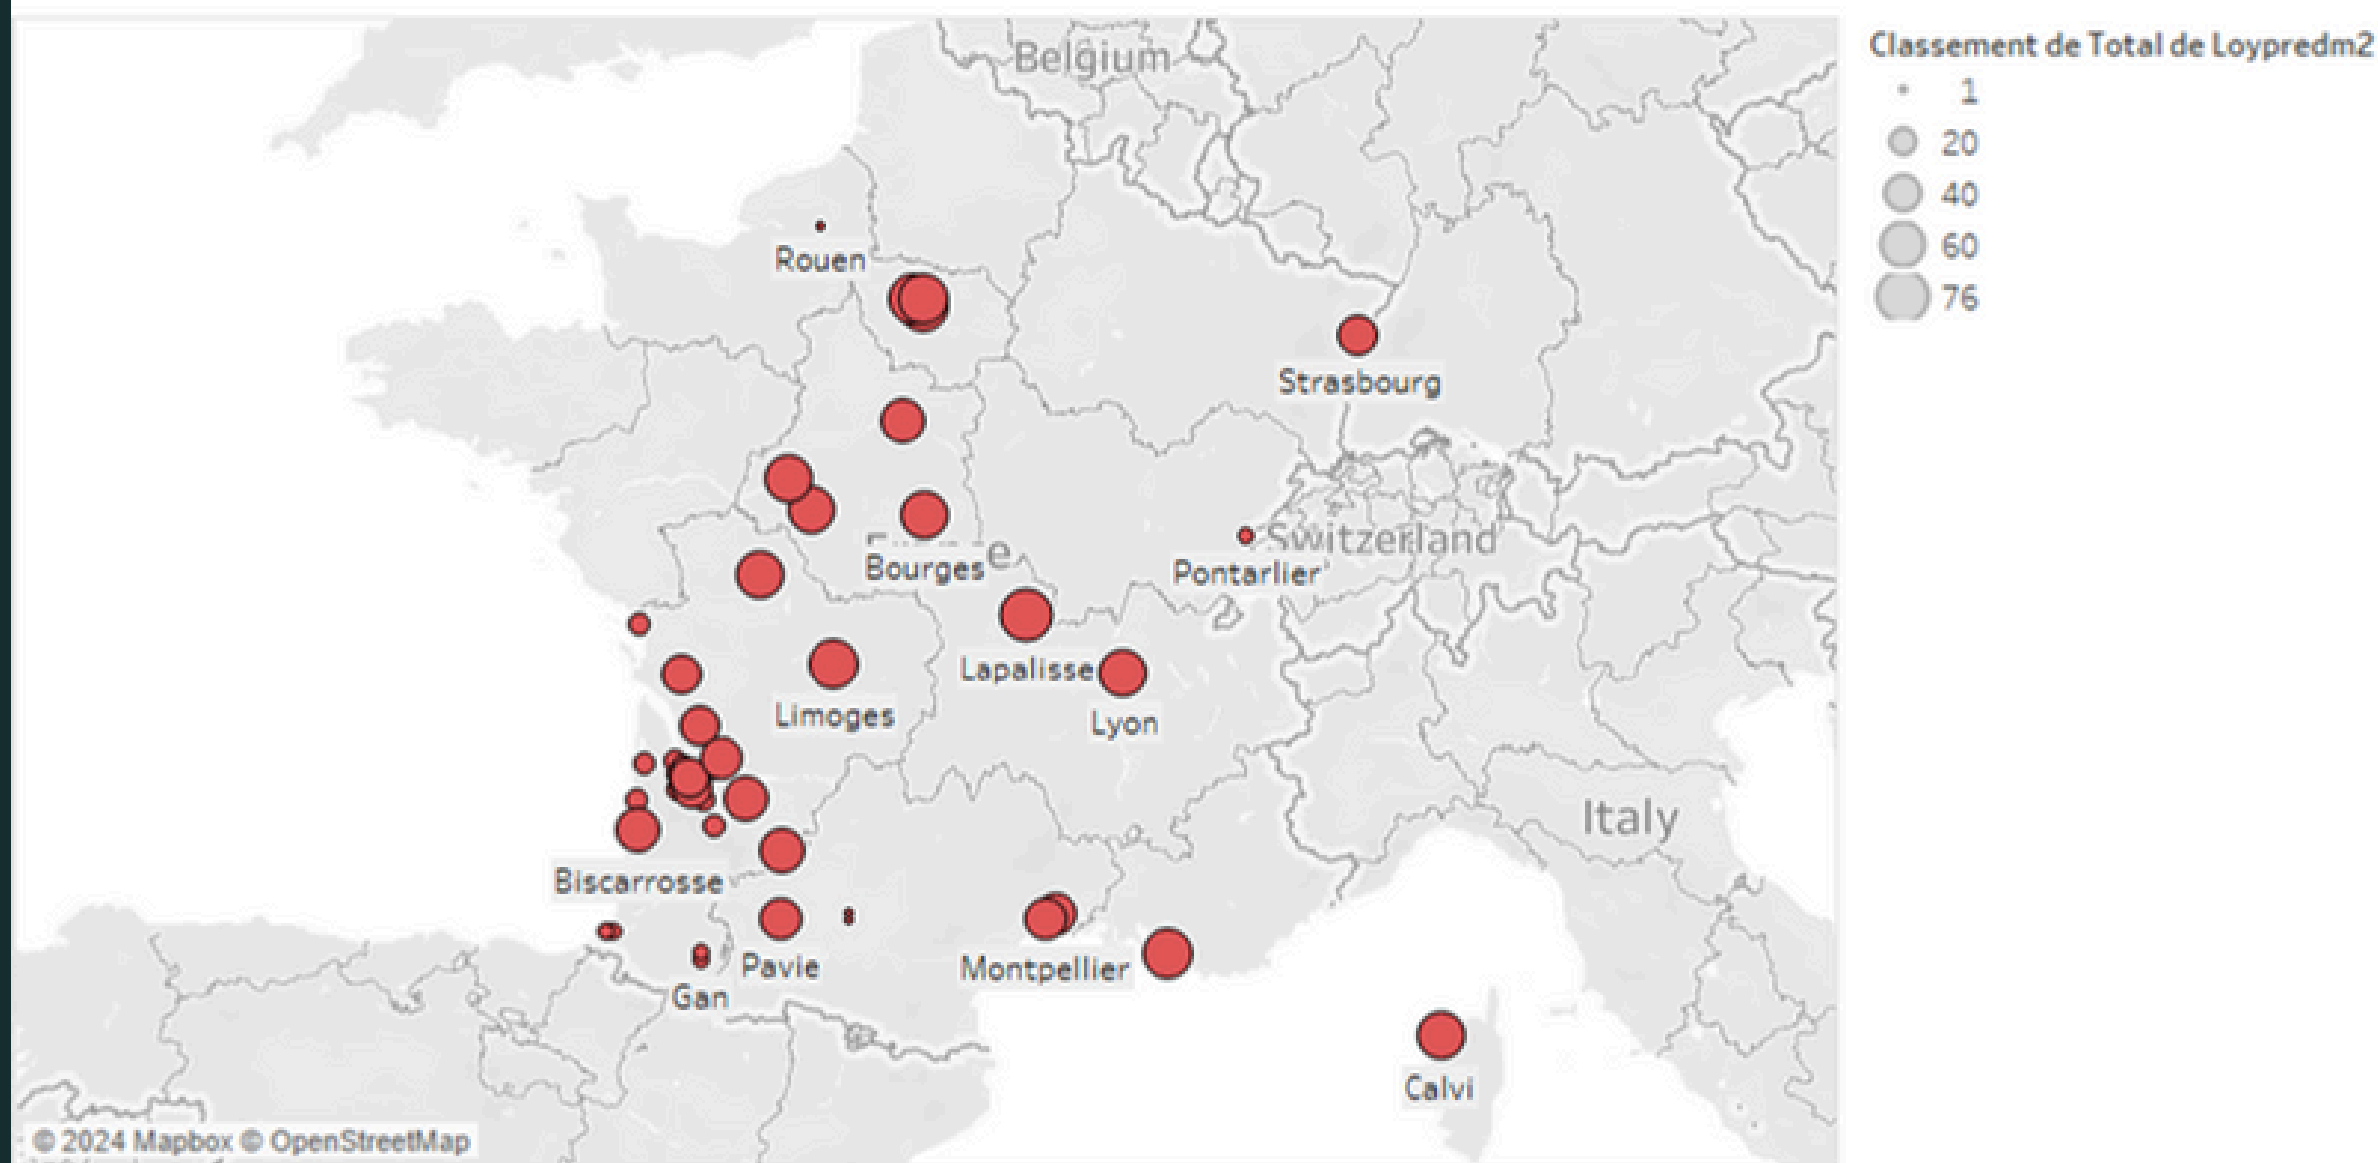 Belgium
Rouen
Strasbourg
Switzerland
Bourges
Pontarlier
Lapalisse
Limoges
Lyon
Italy
Biscarrosse
Pavie
Montpellier
Gan
Calvi
© 2024 Mapbox © OpenStreetMap
Classement de Total de Loypredm2
1
20
40
60
76